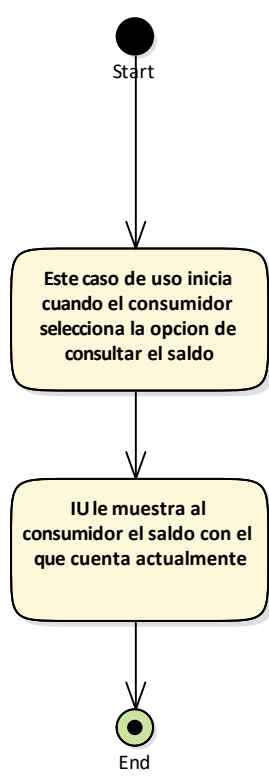 Start
Este caso de uso inicia
cuando el consumidor
selecciona la opcion de
consultar el saldo
IU le muestra al
consumidor el saldo con el
que cuenta actualmente
End